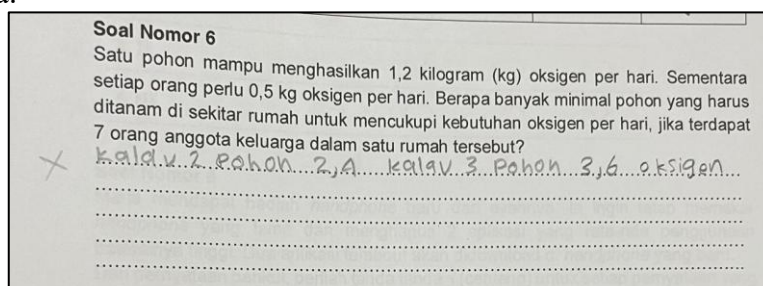 Soal Nomor 6
Satu pohon mampu menghasilkan 1,2 kilogram (kg) oksigen per hari. Sementara
setiap orang perlu 0,5 kg oksigen per hari. Berapa banyak minimal pohon yang harus
ditanam di sekitar rumah untuk mencukupi kebutuhan oksigen per hari, jika terdapat
7 orang anggota keluarga dalam satu rumah tersebut?
kalau 2 pohon 2,4 kalau 3 pohon 3,6 oksigen